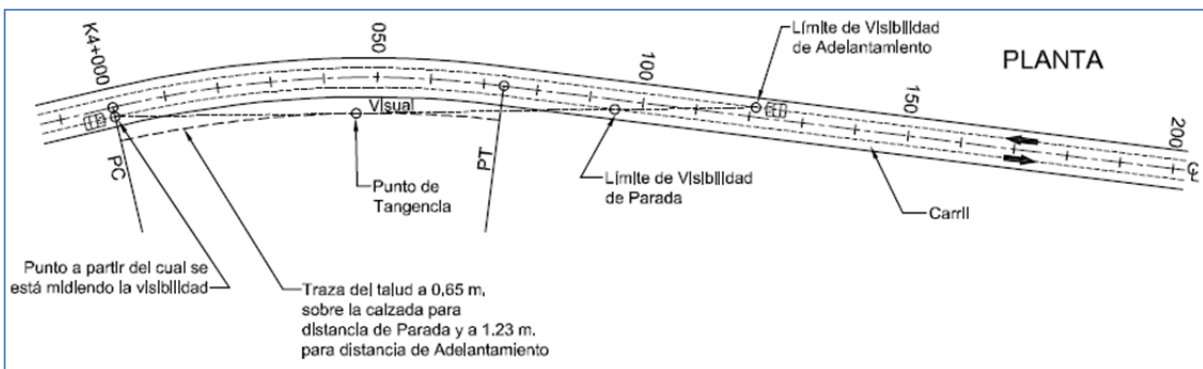 K4+000
050
100
150
200
Límite de Visibilidad
de Adelantamiento
PLANTA
Visual
PC
PT
Punto de
Tangencia
Límite de Visibilidad
de Parada
Carril
℄
Punto a partir del cual se
está midiendo la visibilidad
Traza del talud a 0,65 m,
sobre la calzada para
distancia de Parada y a 1.23 m.
para distancia de Adelantamiento